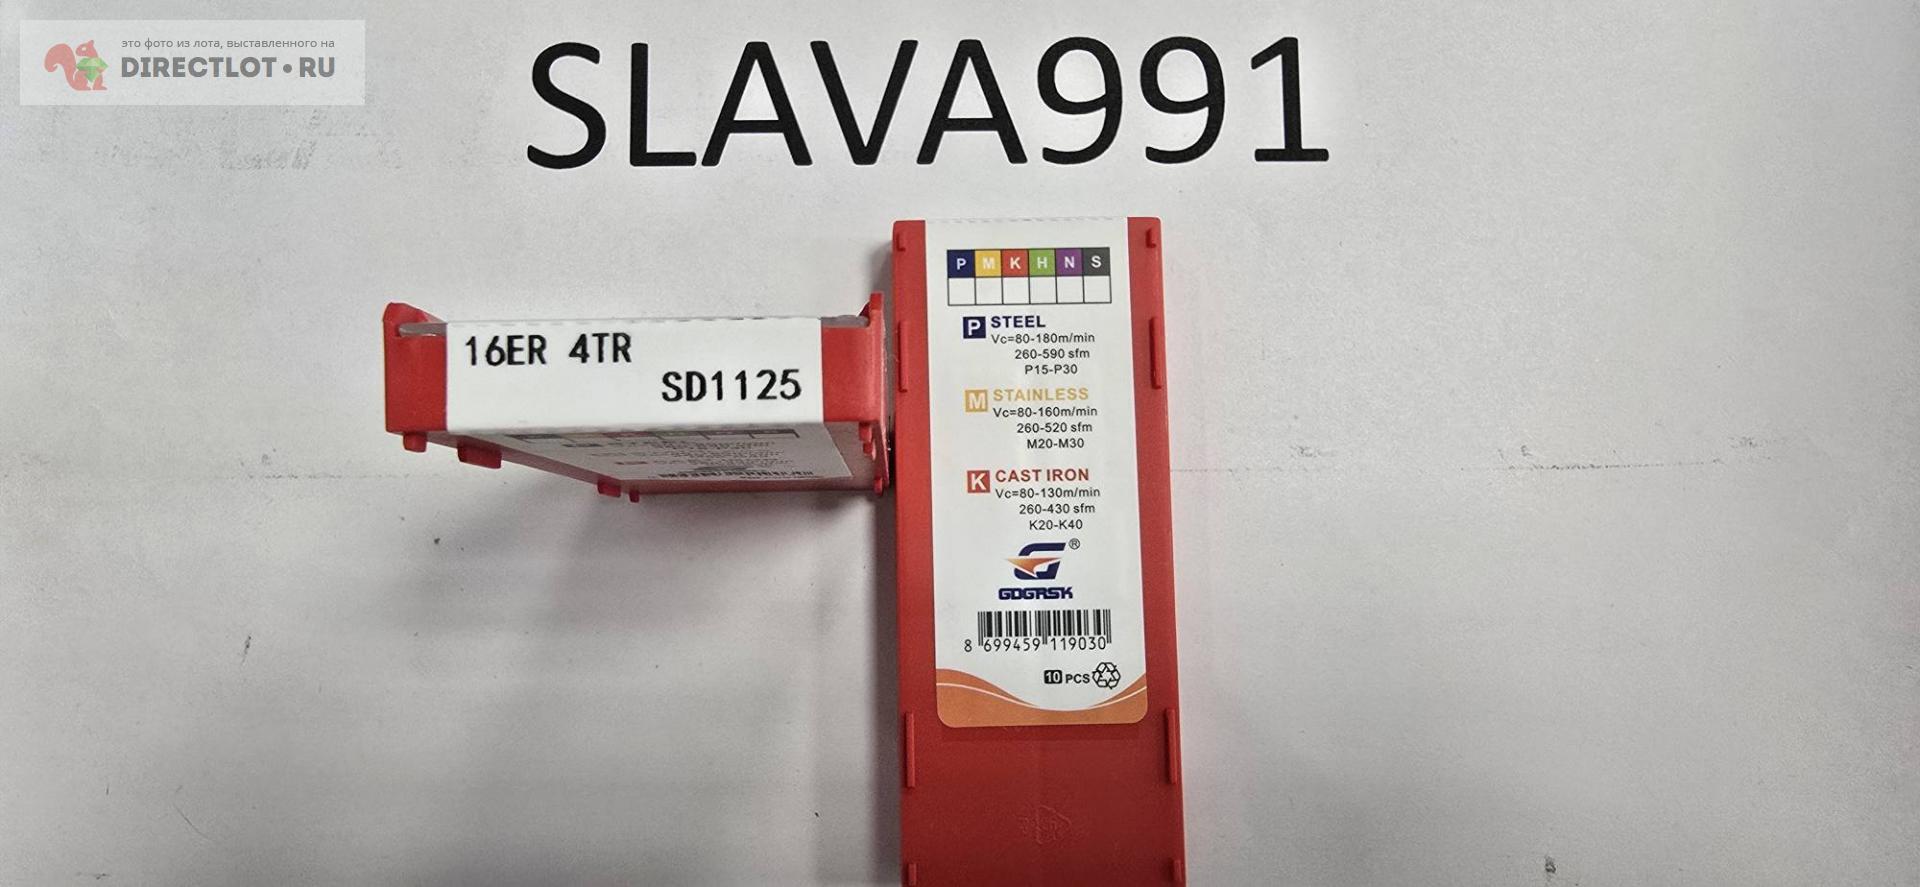 это фото из лота, выставленного на
DIRECTLOT•RU
SLAVA991
16ER 4TR
SD1125
P M K H N S
P STEEL
Vc=80-180m/min
260-590 sfm
P15-P30
M STAINLESS
Vc=80-160m/min
260-520 sfm
M20-M30
K CAST IRON
Vc=80-130m/min
260-430 sfm
K20-K40
®
GDGRSK
8 699459 119030
10 PCS